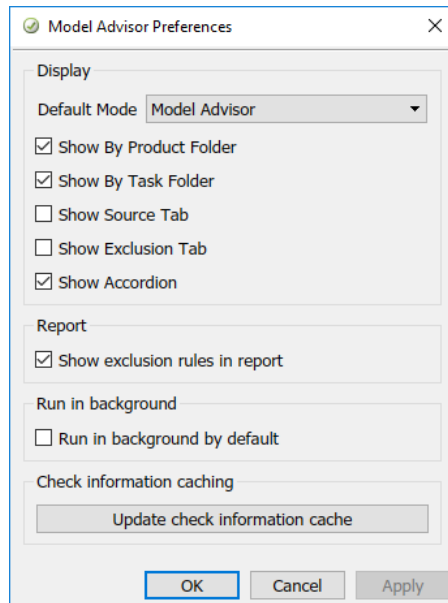 Model Advisor Preferences
Display
Default Mode Model Advisor
Show By Product Folder
Show By Task Folder
Show Source Tab
Show Exclusion Tab
Show Accordion
Report
Show exclusion rules in report
Run in background
Run in background by default
Check information caching
Update check information cache
OK Cancel Apply